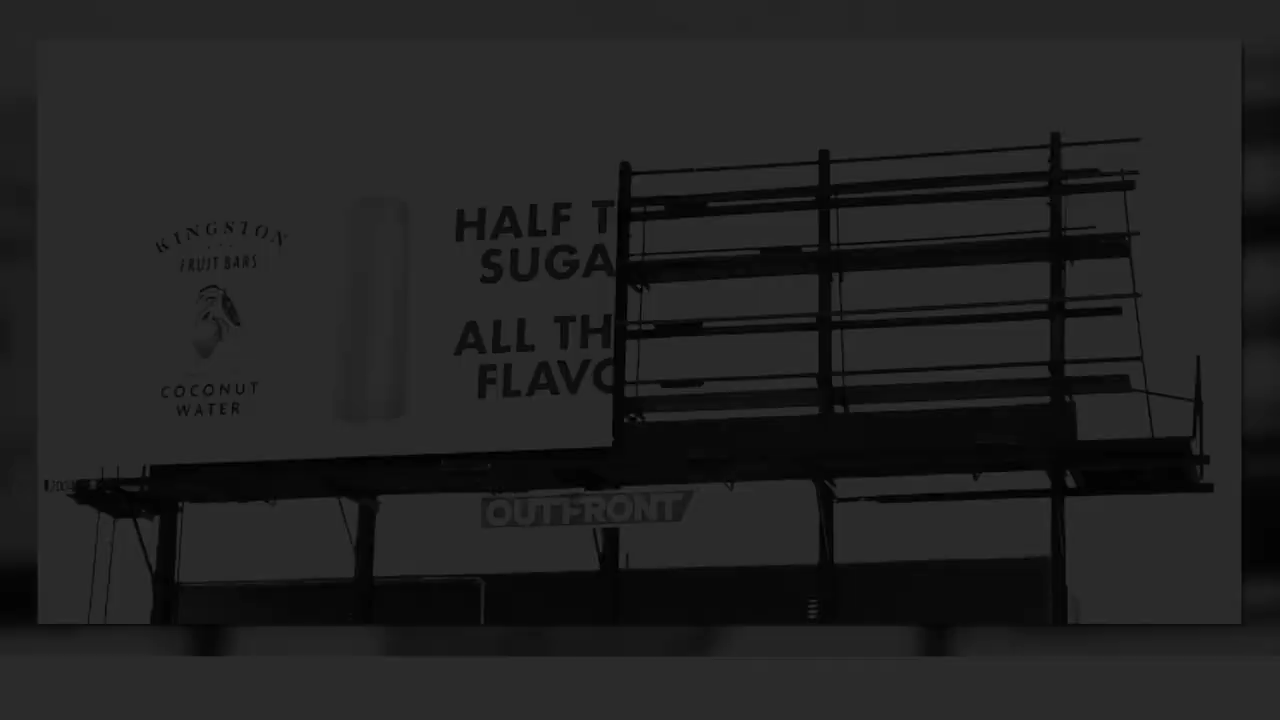 KINGSTON
FRUIT BARS
COCONUT
WATER
HALF T
SUGA
ALL TH
FLAVO
OUTFRONT